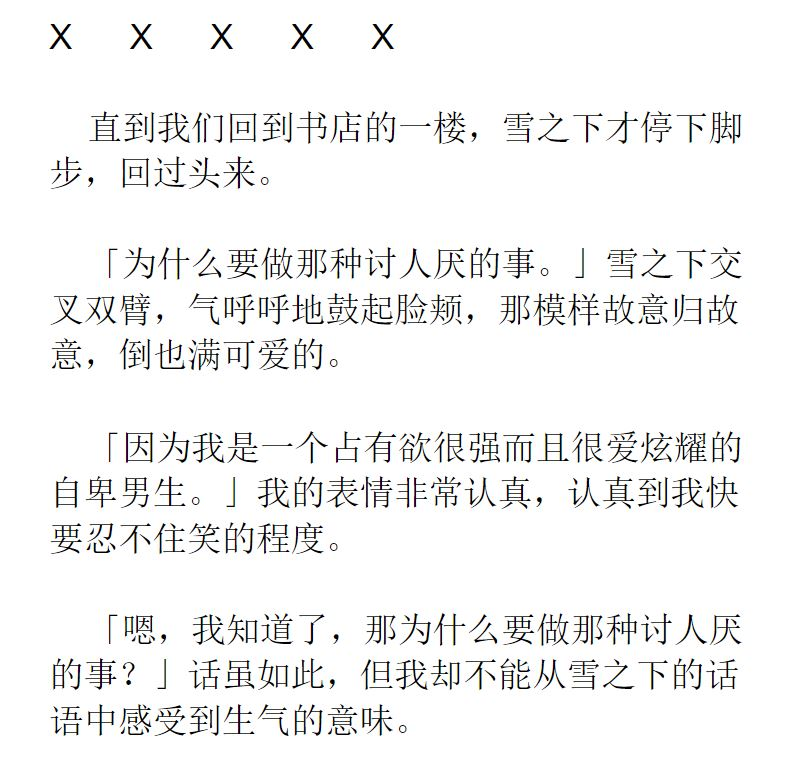 X X X X X
直到我们回到书店的一楼，雪之下才停下脚
步，回过头来。
「为什么要做那种讨人厌的事。」雪之下交
叉双臂，气呼呼地鼓起脸颊，那模样故意归故
意，倒也满可爱的。
「因为我是一个占有欲很强而且很爱炫耀的
自卑男生。」我的表情非常认真，认真到我快
要忍不住笑的程度。
「嗯，我知道了，那为什么要做那种讨人厌
的事？」话虽如此，但我却不能从雪之下的话
语中感受到生气的意味。